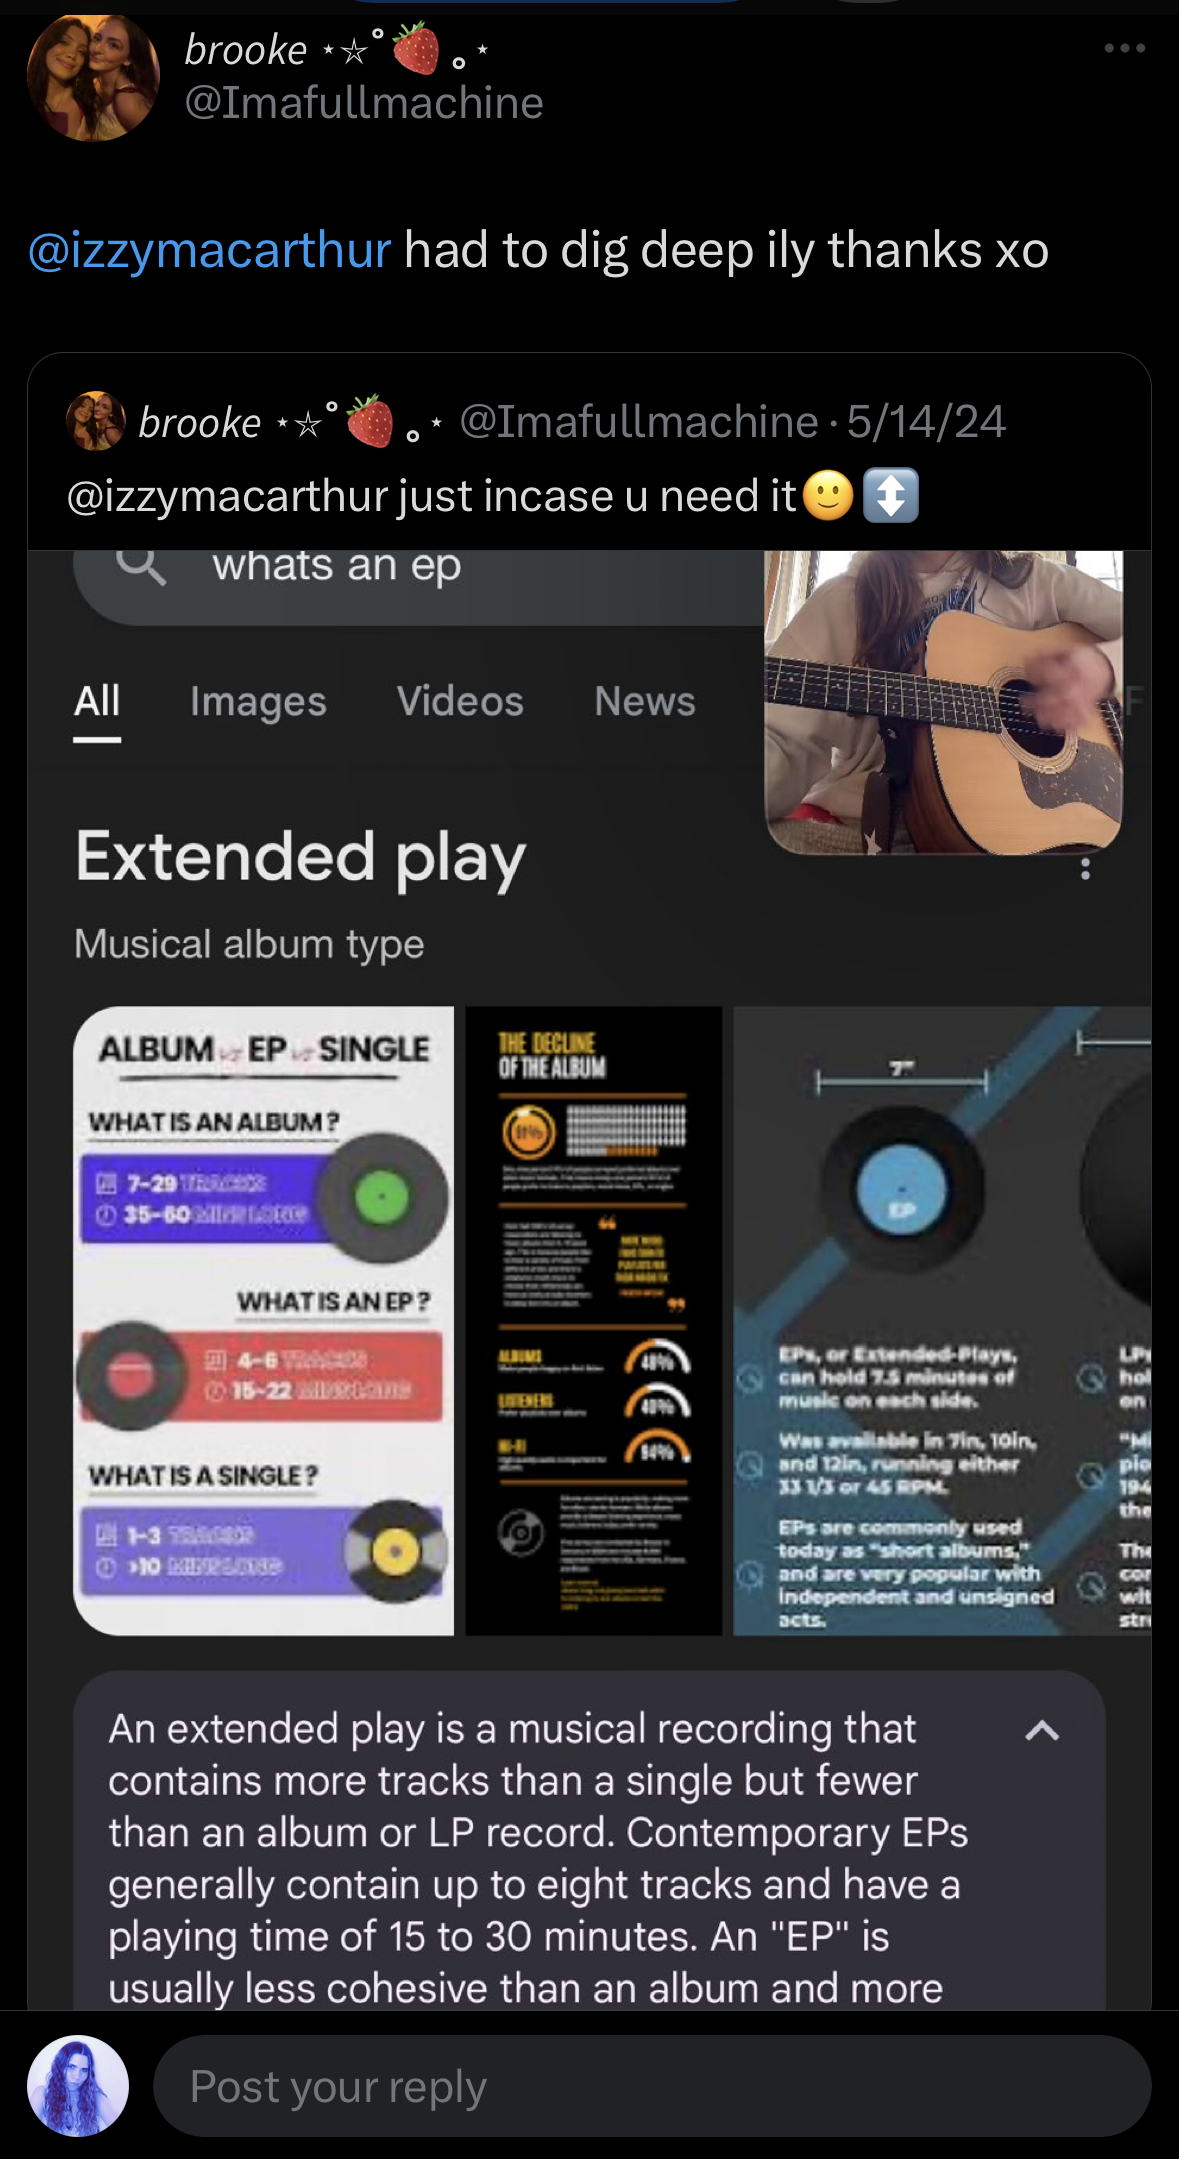 brooke ⋆☆˚🍓 ｡⋆
@Imafullmachine
@izzymacarthur had to dig deep ily thanks xo
brooke ⋆☆˚🍓 ｡⋆ @Imafullmachine · 5/14/24
@izzymacarthur just incase u need it🙂↕️
whats an ep
All Images Videos News
Extended play
Musical album type
ALBUM vs EP vs SINGLE
WHAT IS AN ALBUM?
7-29 TRACKS
35-60 MINS LONG
WHAT IS AN EP?
4-6 TRACKS
15-22 MINS LONG
WHAT IS A SINGLE?
1-3 TRACKS
>10 MINS LONG
THE DECLINE
OF THE ALBUM
ALBUMS
40%
LISTENERS
40%
HI-FI
7"
EP
EPs, or Extended-Plays,
can hold 7.5 minutes of
music on each side.
Was available in 7in, 10in,
and 12in, running either
33 1/3 or 45 RPM.
EPs are commonly used
today as "short albums,"
and are very popular with
independent and unsigned
acts.
An extended play is a musical recording that
contains more tracks than a single but fewer
than an album or LP record. Contemporary EPs
generally contain up to eight tracks and have a
playing time of 15 to 30 minutes. An "EP" is
usually less cohesive than an album and more
Post your reply